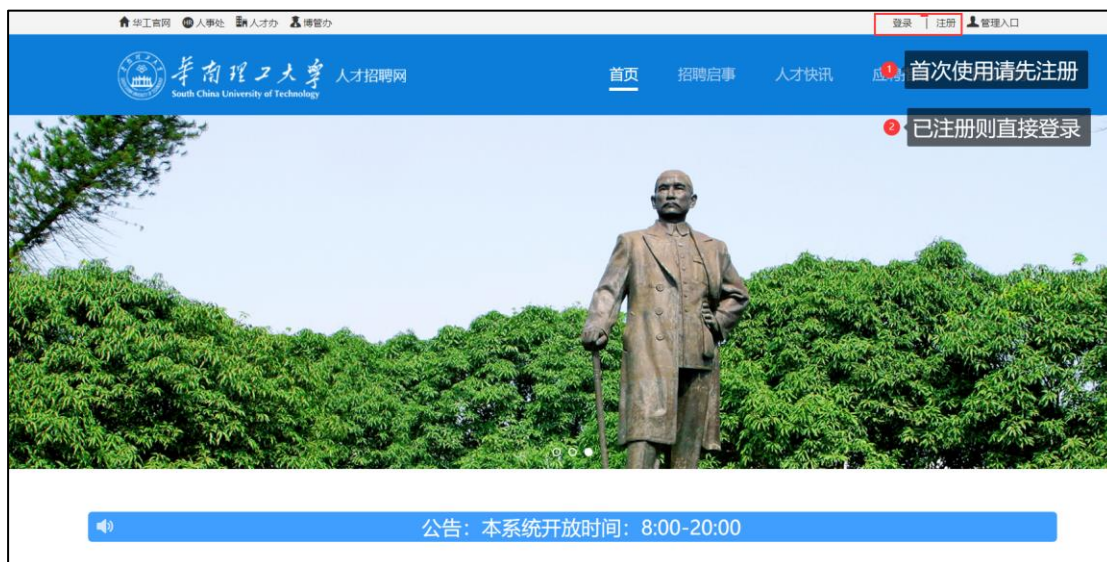 华工官网 人事处 人才办 博管办 登录 | 注册 管理入口
华南理工大学 人才招聘网
South China University of Technology
首页 招聘启事 人才快讯
1 首次使用请先注册
2 已注册则直接登录
公告：本系统开放时间：8:00-20:00